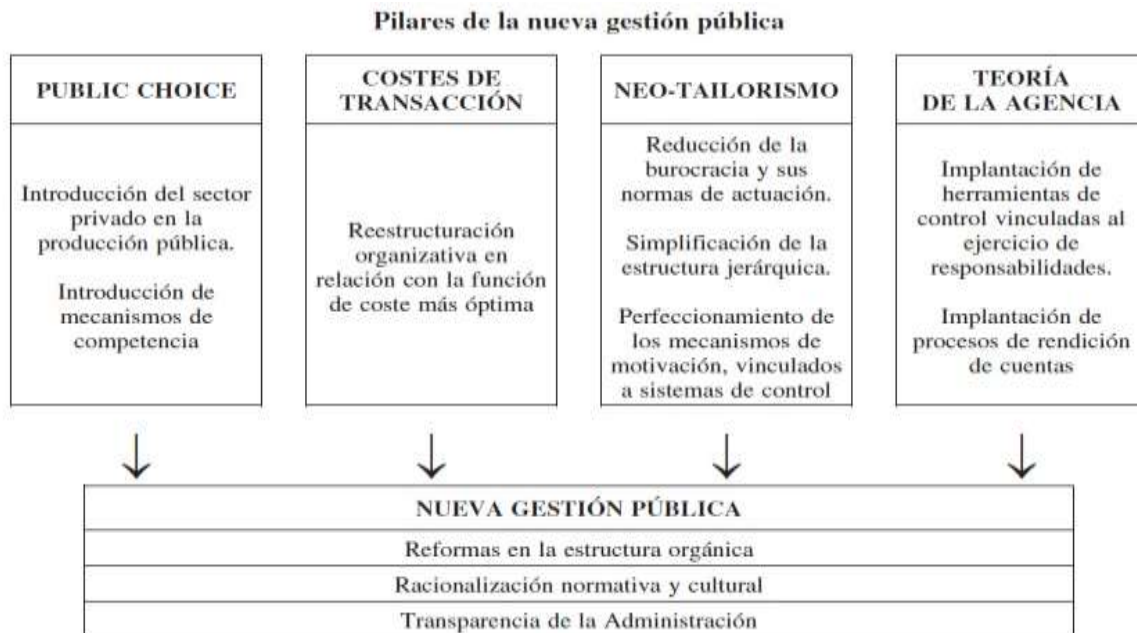 Pilares de la nueva gestión pública
PUBLIC CHOICE
Introducción del sector
privado en la
producción pública.
Introducción de
mecanismos de
competencia
COSTES DE
TRANSACCIÓN
Reestructuración
organizativa en
relación con la función
de coste más óptima
NEO-TAILORISMO
Reducción de la
burocracia y sus
normas de actuación.
Simplificación de la
estructura jerárquica.
Perfeccionamiento de
los mecanismos de
motivación, vinculados
a sistemas de control
TEORÍA
DE LA AGENCIA
Implantación de
herramientas de
control vinculadas al
ejercicio de
responsabilidades.
Implantación de
procesos de rendición
de cuentas
NUEVA GESTIÓN PÚBLICA
Reformas en la estructura orgánica
Racionalización normativa y cultural
Transparencia de la Administración